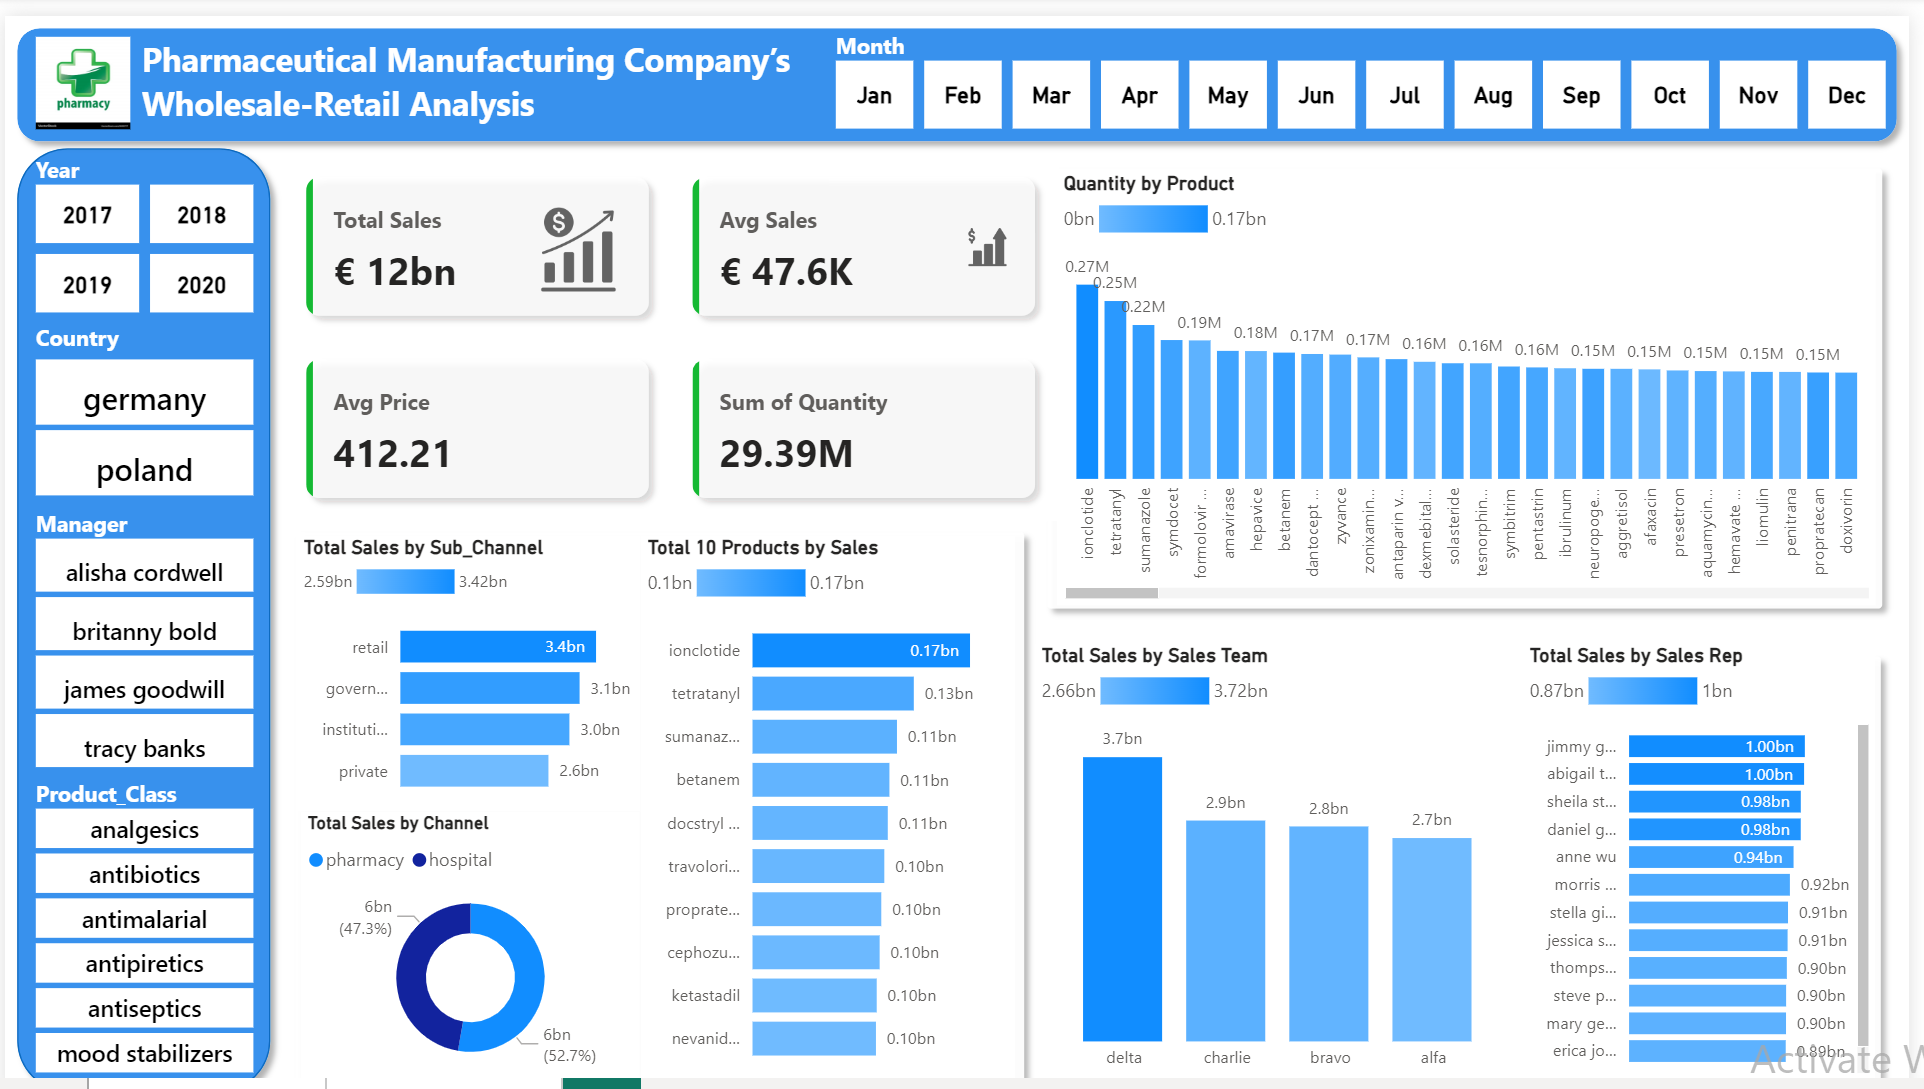 pharmacy
Pharmaceutical Manufacturing Company’s
Wholesale-Retail Analysis
Month
Jan
Feb
Mar
Apr
May
Jun
Jul
Aug
Sep
Oct
Nov
Dec
Year
2017
2018
2019
2020
Country
germany
poland
Manager
alisha cordwell
britanny bold
james goodwill
tracy banks
Product_Class
analgesics
antibiotics
antimalarial
antipiretics
antiseptics
mood stabilizers
Total Sales
€ 12bn
Avg Sales
€ 47.6K
Avg Price
412.21
Sum of Quantity
29.39M
Quantity by Product
0bn
0.17bn
0.27M
0.25M
0.22M
0.19M
0.18M
0.17M
0.17M
0.16M
0.16M
0.16M
0.15M
0.15M
0.15M
0.15M
0.15M
ionclotide
tetratanyl
sumanazole
symdocet
formolovir ...
amavirase
hepavice
betanem
dantocept ...
zyvance
zonixamin...
antaparin v...
dexmebital...
solasteride
tesnorphin...
symbitrim
pentastrin
ibrulinum
neuropoge...
aggretisol
afaxacin
presetron
aquamycin...
hemavate ...
liomulin
penitrana
propratecan
doxivorin
Total Sales by Sub_Channel
2.59bn
3.42bn
retail
3.4bn
govern...
3.1bn
instituti...
3.0bn
private
2.6bn
Total Sales by Channel
pharmacy
hospital
6bn
(47.3%)
6bn
(52.7%)
Total 10 Products by Sales
0.1bn
0.17bn
ionclotide
0.17bn
tetratanyl
0.13bn
sumanaz...
0.11bn
betanem
0.11bn
docstryl ...
0.11bn
travolori...
0.10bn
proprate...
0.10bn
cephozu...
0.10bn
ketastadil
0.10bn
nevanid...
0.10bn
Total Sales by Sales Team
2.66bn
3.72bn
3.7bn
2.9bn
2.8bn
2.7bn
delta
charlie
bravo
alfa
Total Sales by Sales Rep
0.87bn
1bn
jimmy g...
1.00bn
abigail t...
1.00bn
sheila st...
0.98bn
daniel g...
0.98bn
anne wu
0.94bn
morris ...
0.92bn
stella gi...
0.91bn
jessica s...
0.91bn
thomps...
0.90bn
steve p...
0.90bn
mary ge...
0.90bn
erica jo...
0.89bn
Activate W